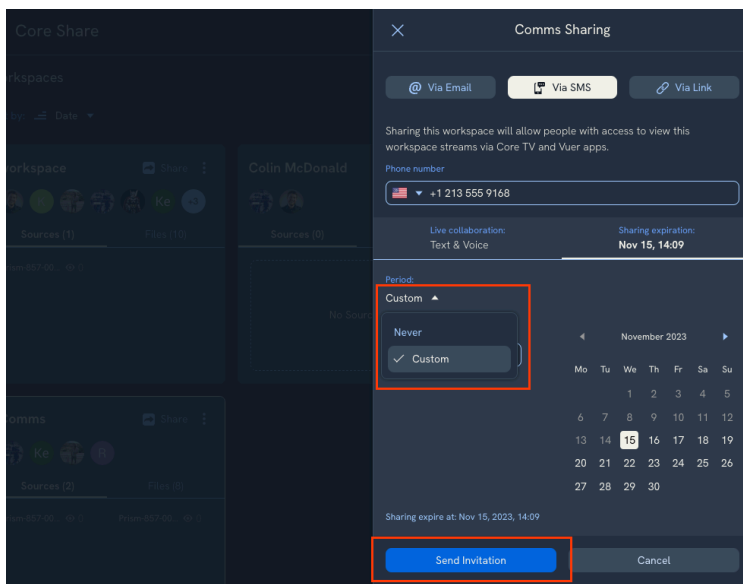 Core Share
Comms Sharing
rkspaces
by: Date
Via Email
Via SMS
Via Link
Sharing this workspace will allow people with access to view this
workspace streams via Core TV and Vuer apps.
Phone number
+1 213 555 9168
orkspace
Share
Colin McDonald
K
Ke
+3
Sources (1)
Files (10)
Sources (0)
Live collaboration:
Text & Voice
Sharing expiration:
Nov 15, 14:09
Period:
Custom
Never
Custom
No Sourc
November 2023
Mo Tu We Th Fr Sa Su
1 2 3 4 5
6 7 8 9 10 11 12
13 14 15 16 17 18 19
20 21 22 23 24 25 26
27 28 29 30
omms
Share
Ke
R
Sources (2)
Files (8)
Sharing expire at: Nov 15, 2023, 14:09
Send Invitation
Cancel